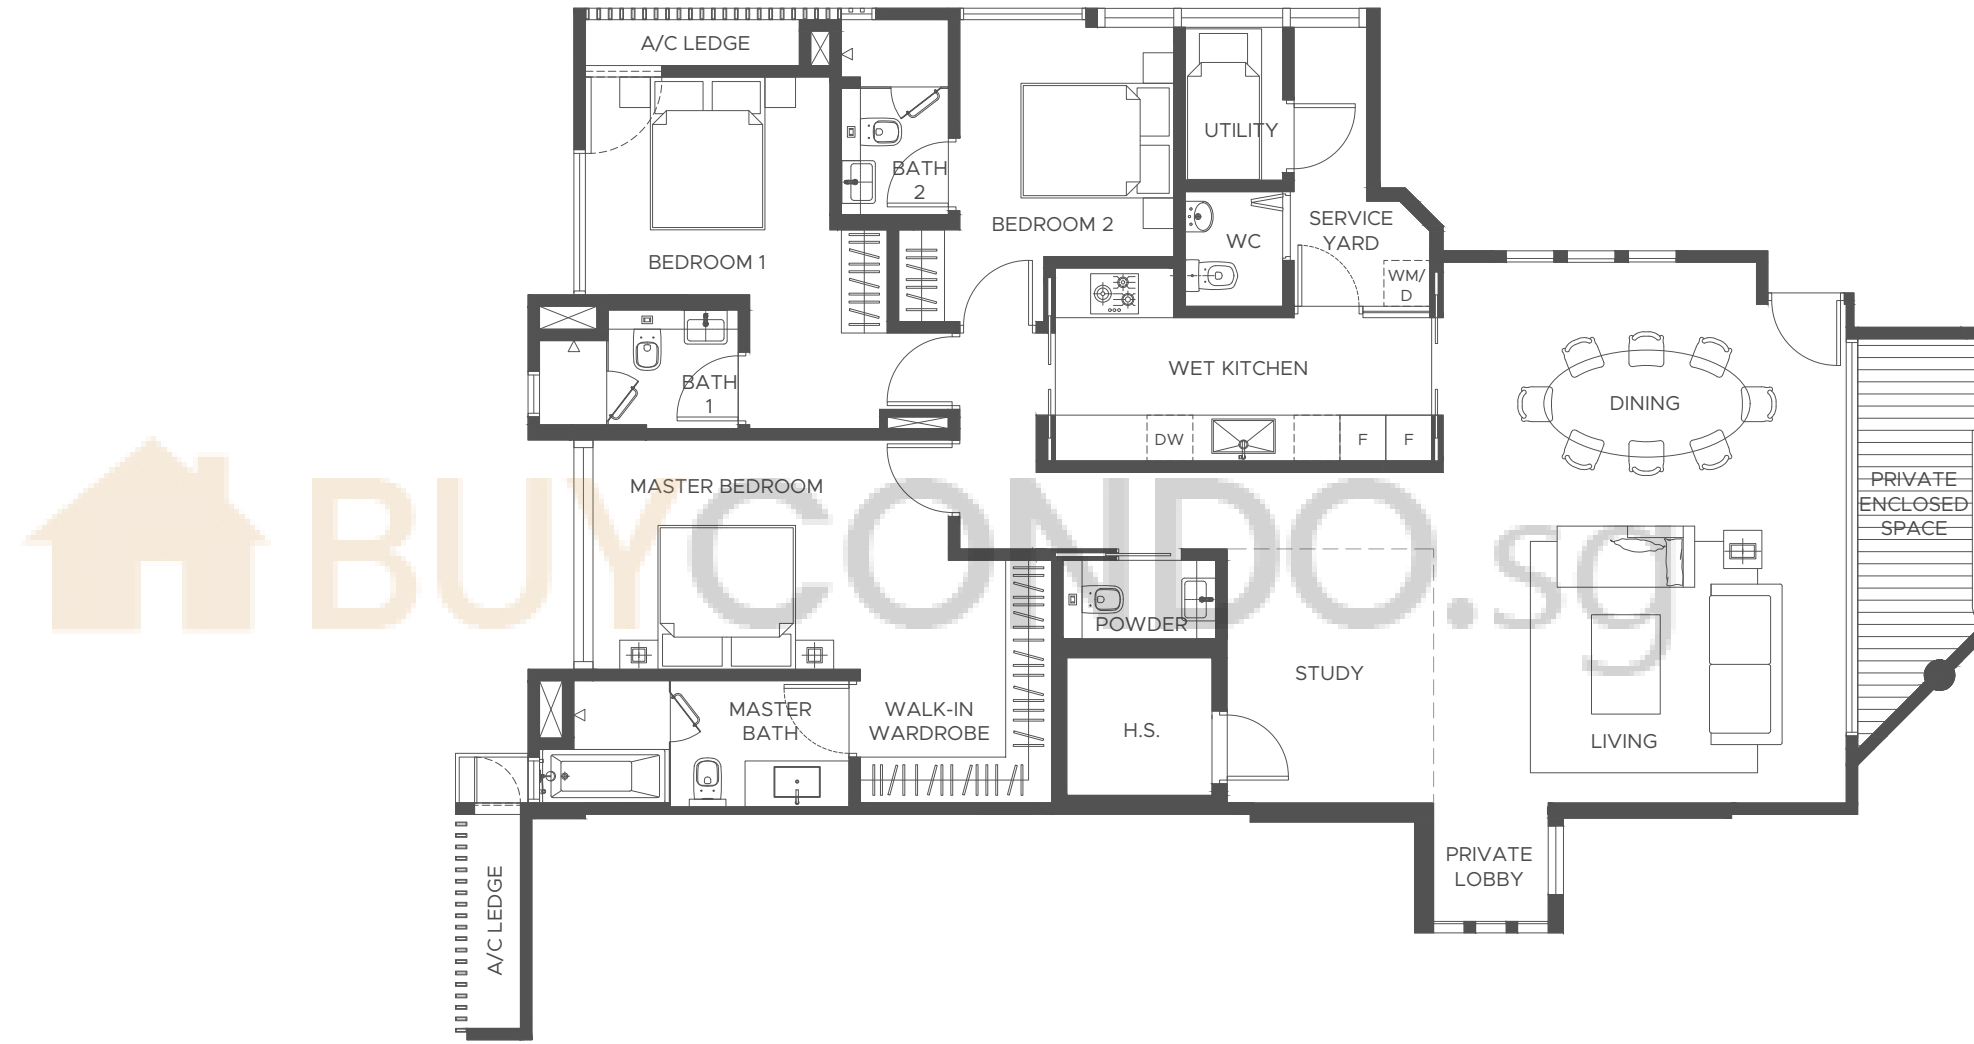 A/C LEDGE
BATH
2
UTILITY
BEDROOM 2
SERVICE
YARD
WC
BEDROOM 1
WM/
D
WET KITCHEN
BATH
1
DINING
DW
F
F
MASTER BEDROOM
PRIVATE
ENCLOSED
SPACE
BUYCONDO.sg
POWDER
STUDY
MASTER
BATH
WALK-IN
WARDROBE
H.S.
LIVING
PRIVATE
LOBBY
A/C LEDGE